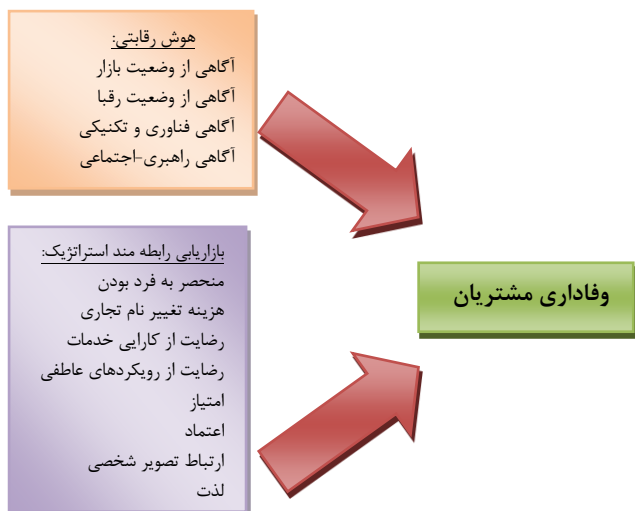 هوش رقابتی:
آگاهی از وضعیت بازار
آگاهی از وضعیت رقبا
آگاهی فناوری و تکنیکی
آگاهی راهبری-اجتماعی
بازاریابی رابطه مند استراتژیک:
منحصر به فرد بودن
هزینه تغییر نام تجاری
رضایت از کارایی خدمات
رضایت از رویکردهای عاطفی
امتیاز
اعتماد
ارتباط تصویر شخصی
لذت
وفاداری مشتریان